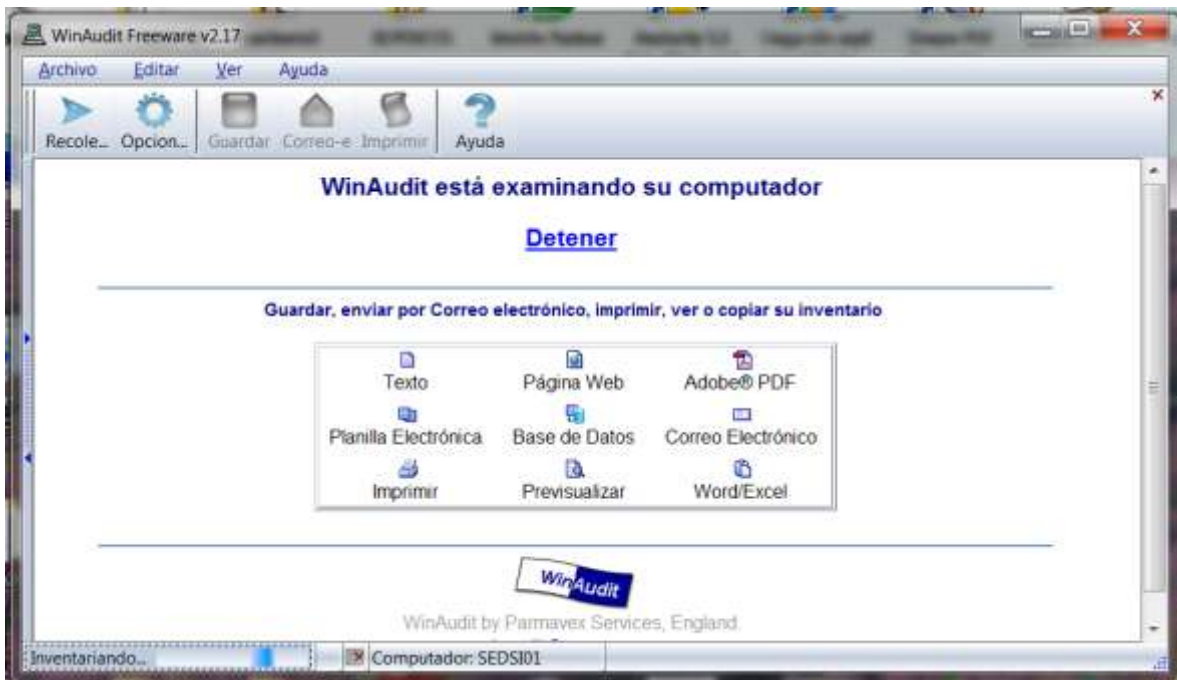 WinAudit Freeware v2.17
Archivo Editar Ver Ayuda
Recole... Opcion... Guardar Correo-e Imprimir Ayuda
WinAudit está examinando su computador
Detener
Guardar, enviar por Correo electrónico, imprimir, ver o copiar su inventario
Texto Página Web Adobe® PDF
Planilla Electrónica Base de Datos Correo Electrónico
Imprimir Previsualizar Word/Excel
WinAudit
WinAudit by Parmavex Services, England.
Inventariando... Computador: SEDSI01